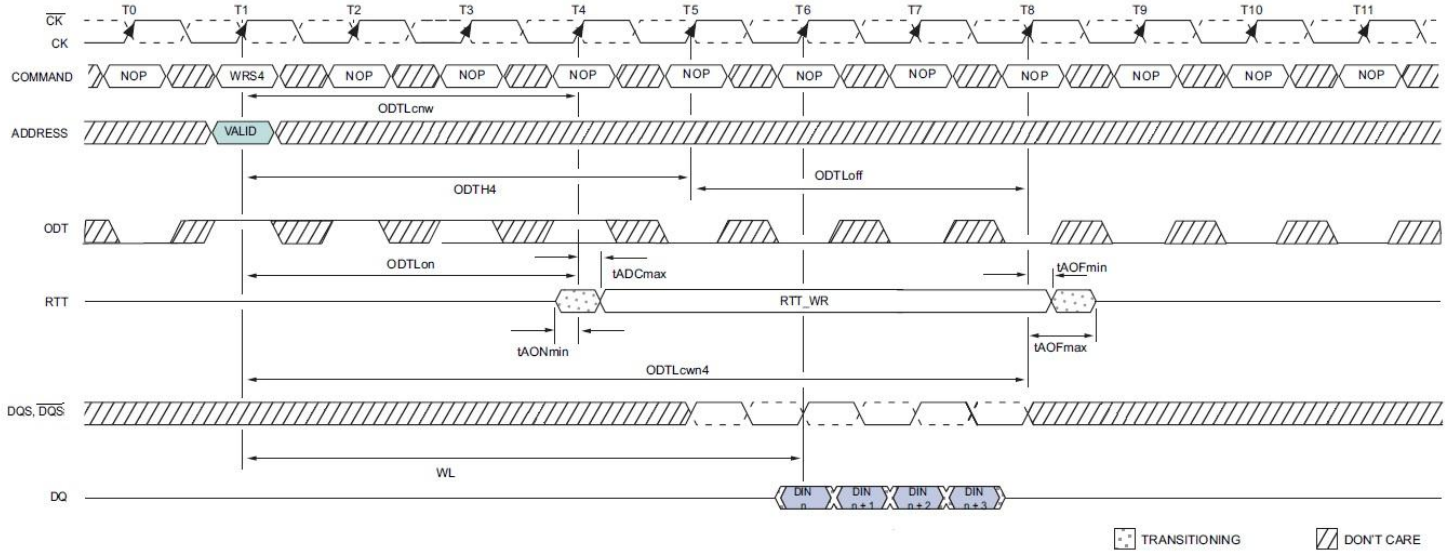 T0 T1 T2 T3 T4 T5 T6 T7 T8 T9 T10 T11
CK
CK
COMMAND NOP WRS4 NOP NOP NOP NOP NOP NOP NOP NOP NOP NOP
ODTLcnw
ADDRESS VALID
ODTH4 ODTLoff
ODT
ODTLon tADCmax tAOFmin
RTT RTT_WR
tAONmin tAOFmax
ODTLcwn4
DQS, DQS
WL
DQ DIN n DIN n + 1 DIN n + 2 DIN n + 3
TRANSITIONING DON'T CARE